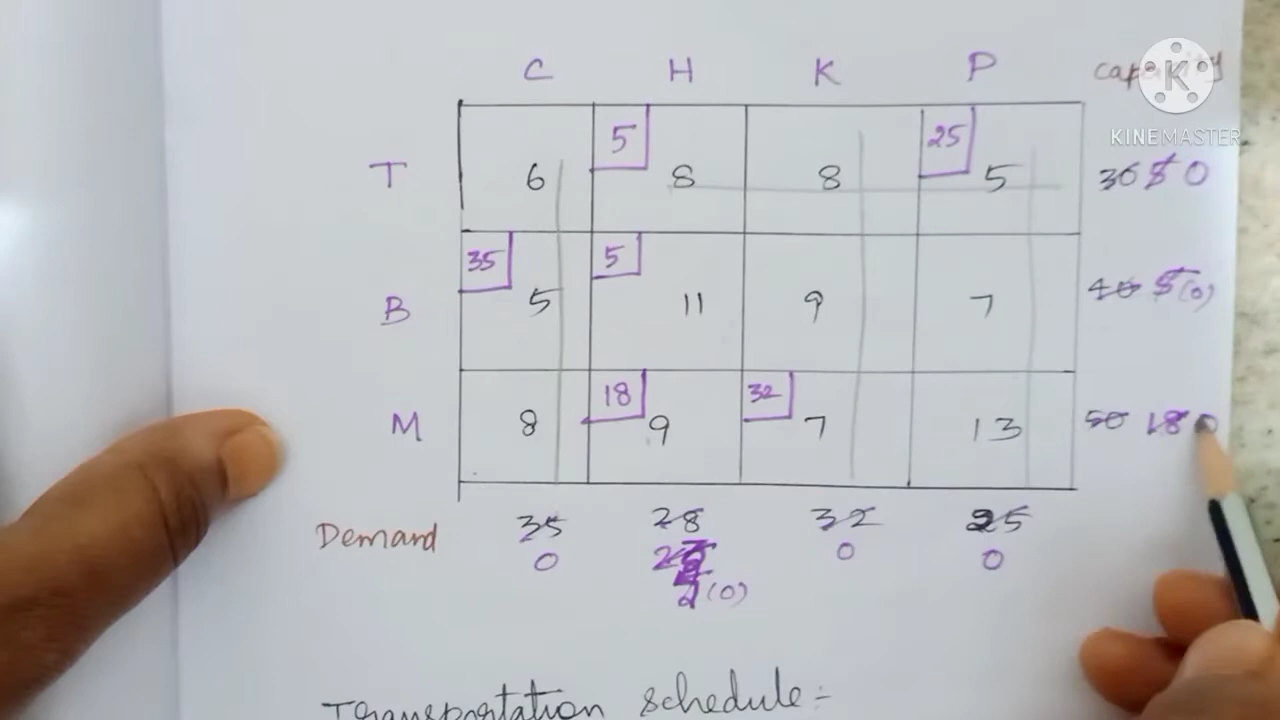 C H K P capacity
K
KINEMASTER
5 25
T 6 8 8 5 30 5 0
35 5
B 5 11 9 7 40 5 (0)
18 32
M 8 9 7 13 50 18 0
Demand 35 28 32 25
0 0 0
(0)
Transportation schedule:-